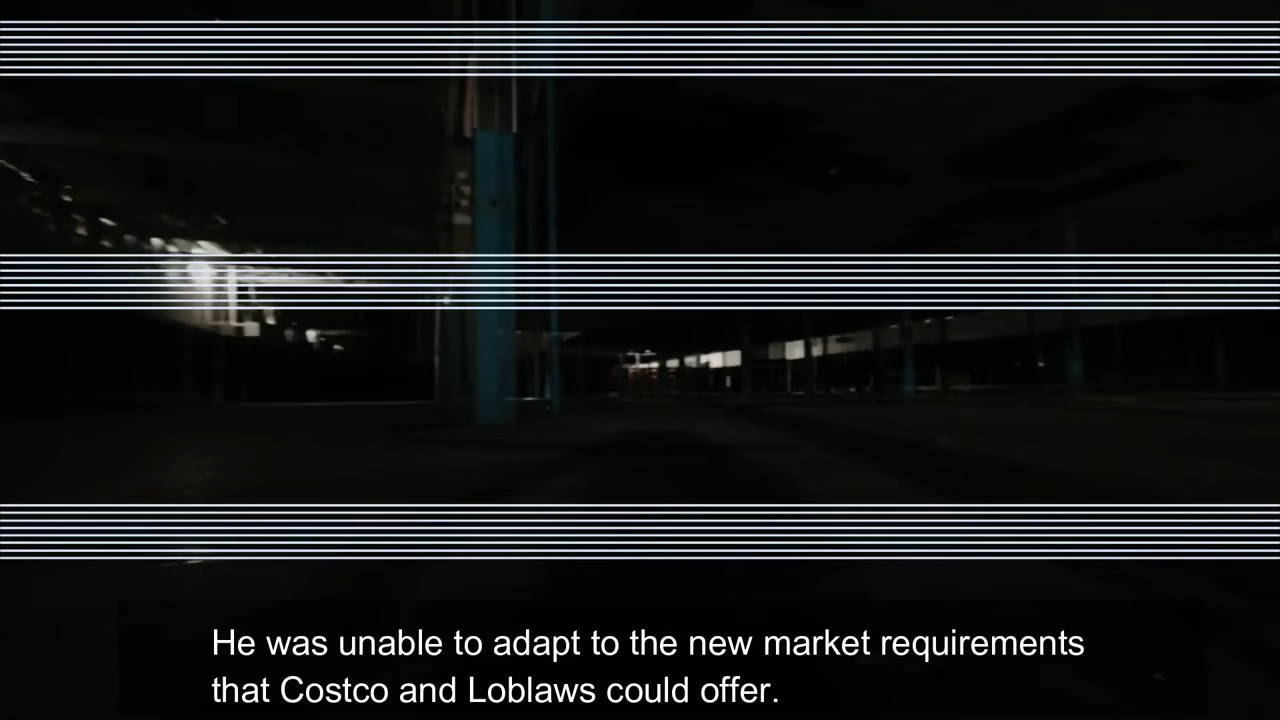 He was unable to adapt to the new market requirements
that Costco and Loblaws could offer.